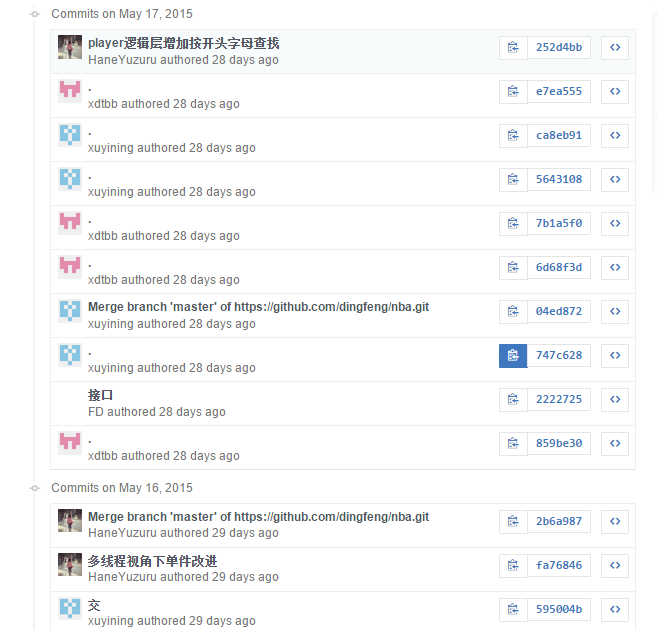 Commits on May 17, 2015
player逻辑层增加按开头字母查找
252d4bb
HaneYuzuru authored 28 days ago
.
e7ea555
xdtbb authored 28 days ago
.
ca8eb91
xuyining authored 28 days ago
.
5643108
xuyining authored 28 days ago
.
7b1a5f0
xdtbb authored 28 days ago
.
6d68f3d
xdtbb authored 28 days ago
Merge branch 'master' of https://github.com/dingfeng/nba.git
04ed872
xuyining authored 28 days ago
.
747c628
xuyining authored 28 days ago
接口
2222725
FD authored 28 days ago
.
859be30
xdtbb authored 28 days ago
Commits on May 16, 2015
Merge branch 'master' of https://github.com/dingfeng/nba.git
2b6a987
HaneYuzuru authored 29 days ago
多线程视角下单件改进
fa76846
HaneYuzuru authored 29 days ago
交
595004b
xuyining authored 29 days ago